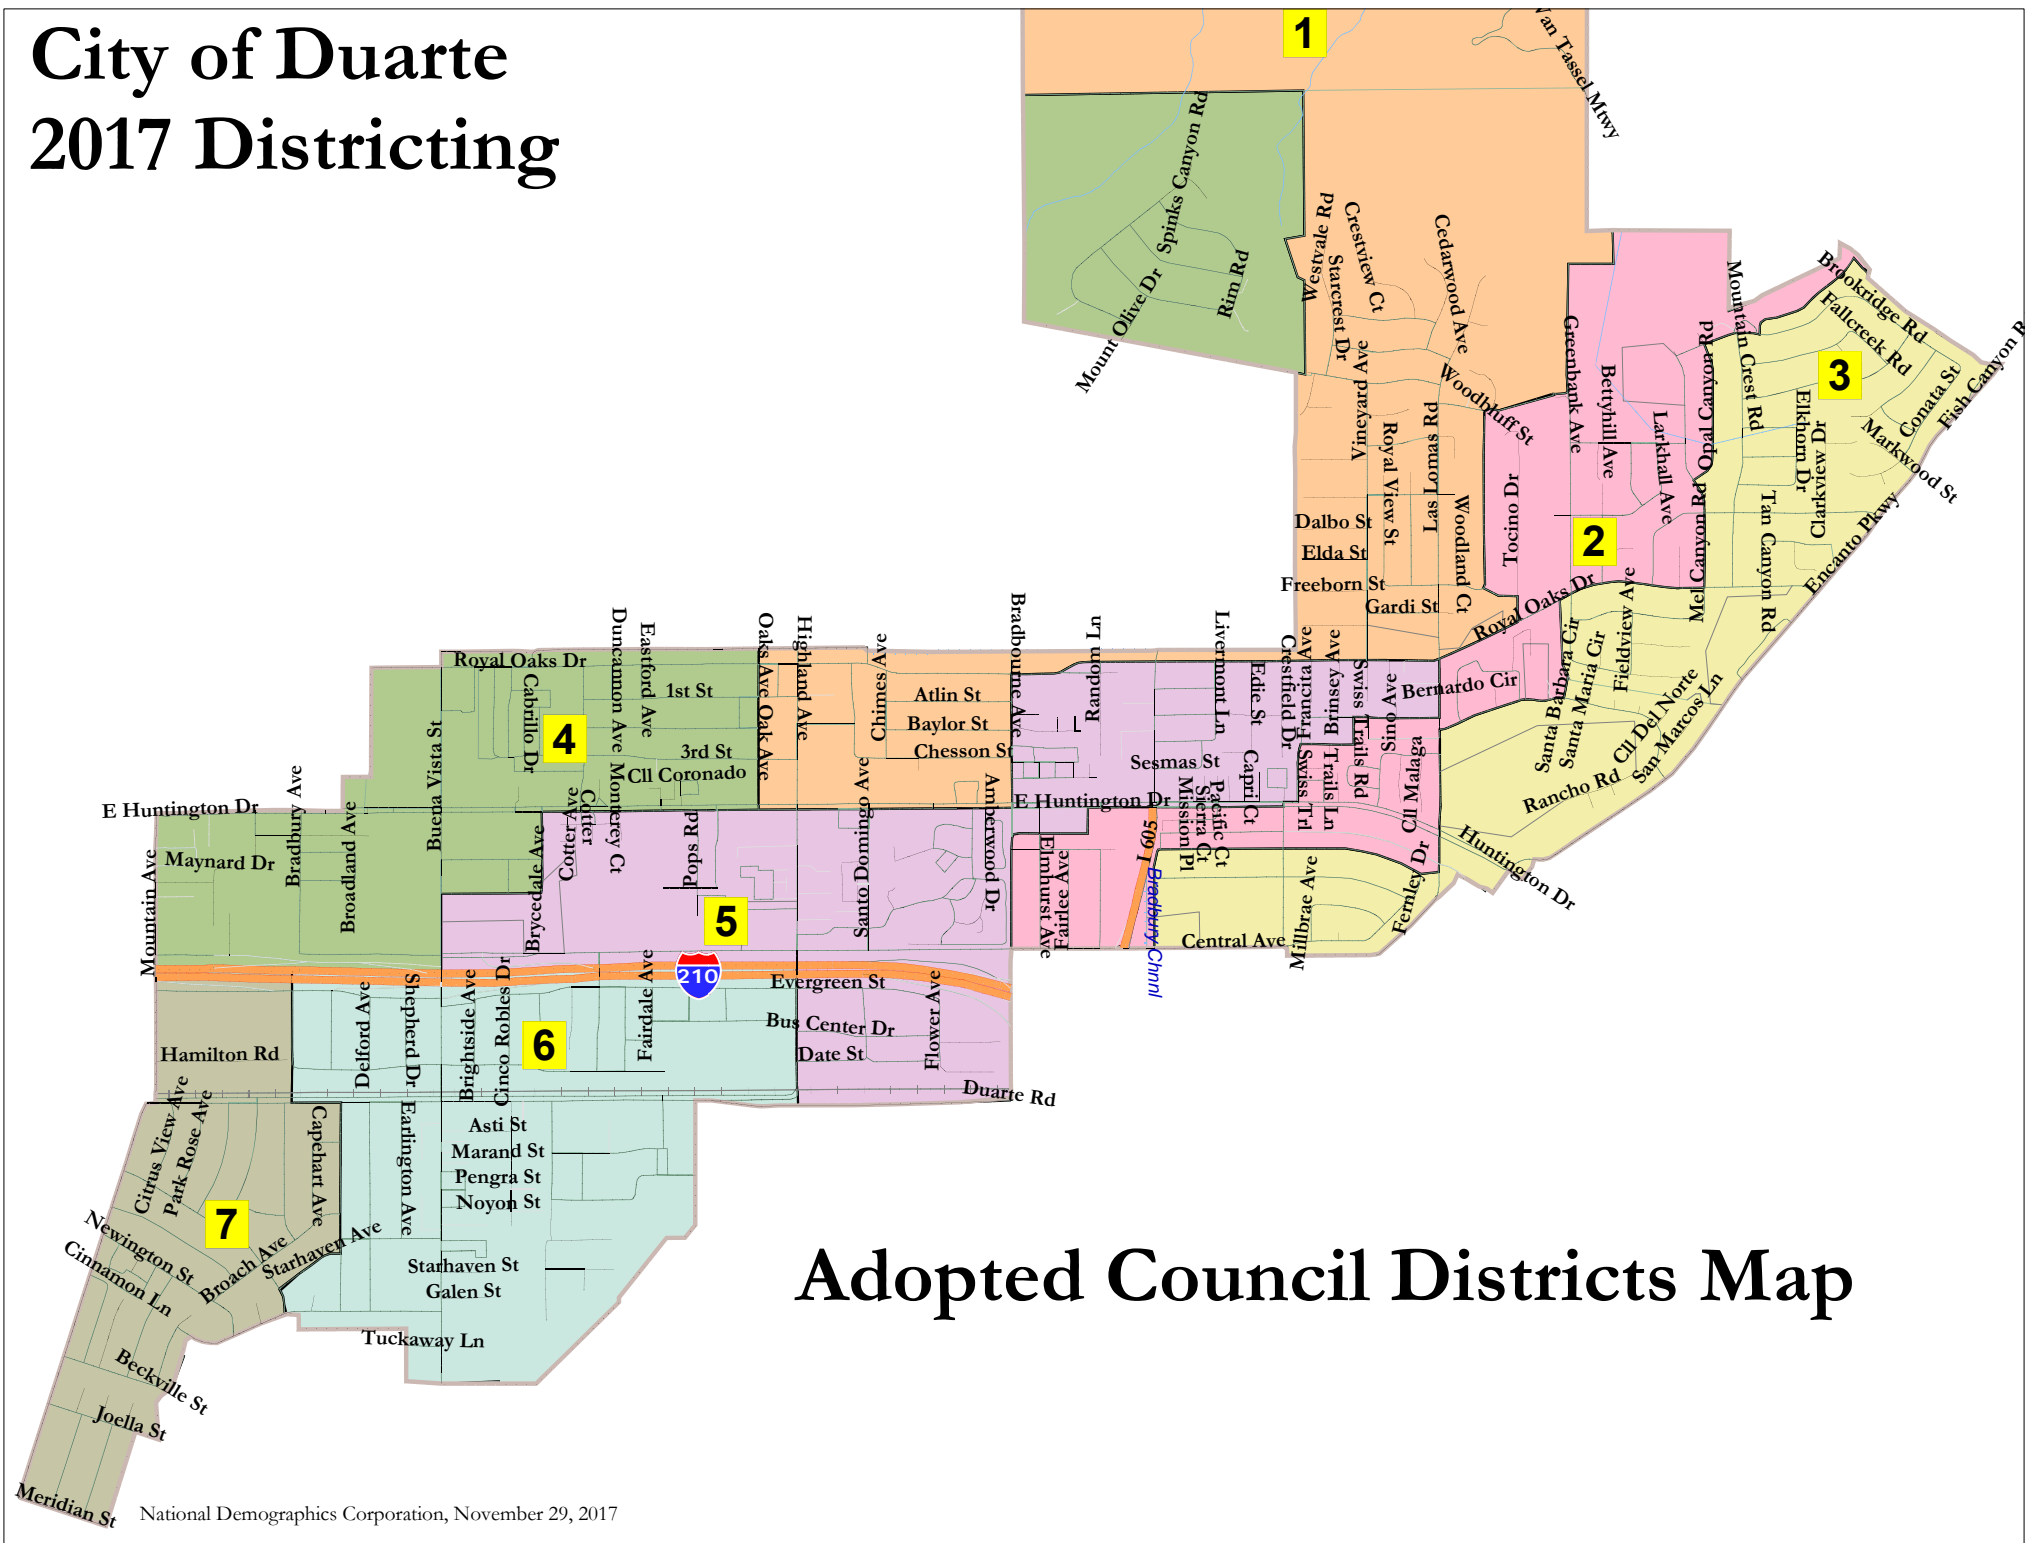 City of Duarte
2017 Districting
1
Van Tassel Mtwy
Spinks Canyon Rd
Mount Olive Dr
Rim Rd
Westvale Rd
Starcrest Dr
Crestview Ct
Cedarwood Ave
Vineyard Ave
Woodbluff St
Royal View St
Las Lomas Rd
Woodland Ct
Greenbank Ave
Bettyhill Ave
Larkhall Ave
Opal Canyon Rd
Mountain Crest Rd
Brookridge Rd
Fallcreek Rd
3
Conata St
Fish Canyon R
Markwood St
Elkhorn Dr
Clarkview Dr
Tan Canyon Rd
Encanto Pkwy
Mel Canyon Rd
Tocino Dr
2
Dalbo St
Elda St
Freeborn St
Gardi St
Royal Oaks Dr
Fieldview Ave
Santa Barbara Cir
Santa Maria Cir
Cll Del Norte
San Marcos Ln
Rancho Rd
Bernardo Cir
Huntington Dr
Royal Oaks Dr
1st St
Cabrillo Dr
Duncannon Ave
Eastford Ave
4
3rd St
Cll Coronado
Oaks Ave
Oak Ave
Highland Ave
Chimes Ave
Atlin St
Baylor St
Chesson St
Bradbourne Ave
Random Ln
Livermont Ln
Edie St
Crestfield Dr
Francita Ave
Brinsey Ave
Swiss Trails Rd
Sino Ave
Sesmas St
Capri Ct
Swiss Trl
Trails Ln
Cll Malaga
E Huntington Dr
Pacific Ct
Sierra Ct
Mission Pl
I 605
Bradbury Chnnl
Elmhurst Ave
Fairlee Ave
Central Ave
Millbrae Ave
Fernley Dr
E Huntington Dr
Maynard Dr
Mountain Ave
Bradbury Ave
Broadland Ave
Buena Vista St
Brycedale Ave
Cotter Ave
Cotter
Monterey Ct
Pops Rd
Santo Domingo Ave
Amberwood Dr
5
210
Evergreen St
Bus Center Dr
Date St
Flower Ave
Duarte Rd
Hamilton Rd
Delford Ave
Shepherd Dr
Brightside Ave
Cinco Robles Dr
6
Fairdale Ave
Citrus View Ave
Park Rose Ave
Capehart Ave
Earlington Ave
Asti St
Marand St
Pengra St
Noyon St
7
Newington St
Cinnamon Ln
Broach Ave
Starhaven Ave
Starhaven St
Galen St
Tuckaway Ln
Beckville St
Joella St
Meridian St
Adopted Council Districts Map
National Demographics Corporation, November 29, 2017